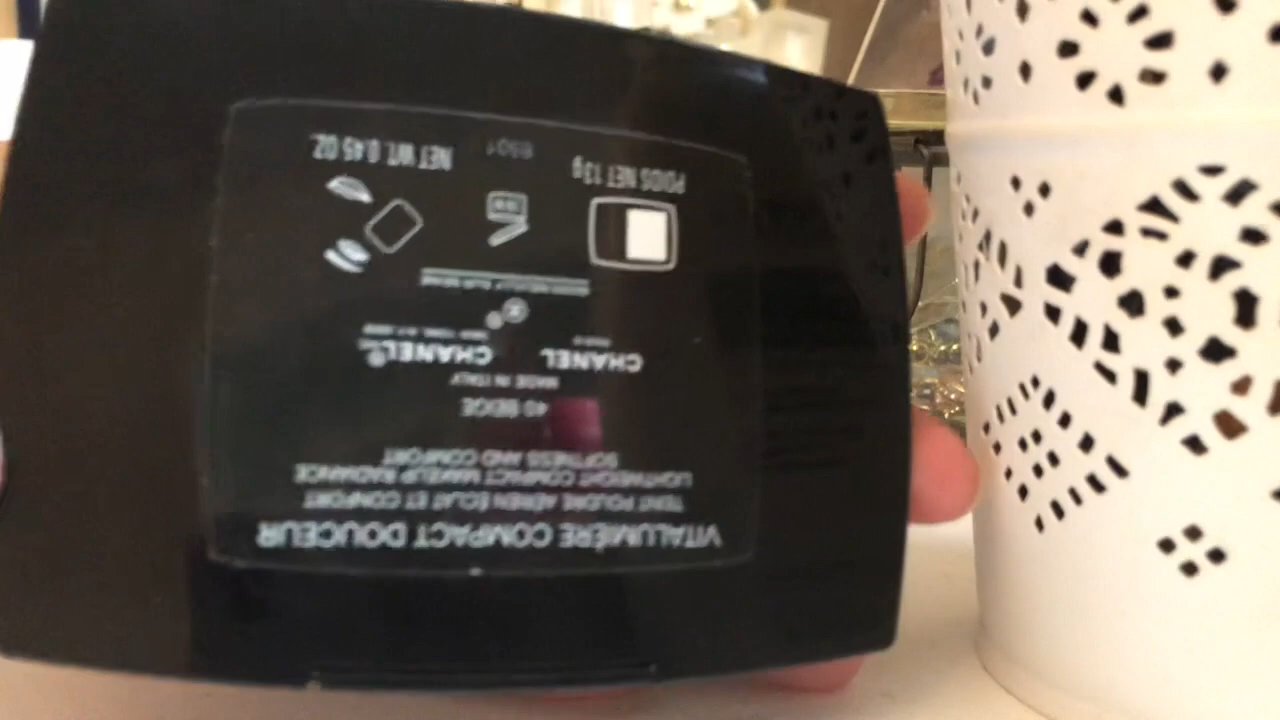 VITALUMIÈRE COMPACT DOUCEUR
TEINT POUDRE AÉRIEN ÉCLAT ET CONFORT
LIGHTWEIGHT COMPACT MAKEUP RADIANCE
SOFTNESS AND COMFORT
40 BEIGE
MADE IN ITALY
CHANEL CHANEL
POIDS NET 13g NET WT. 0.45 OZ.